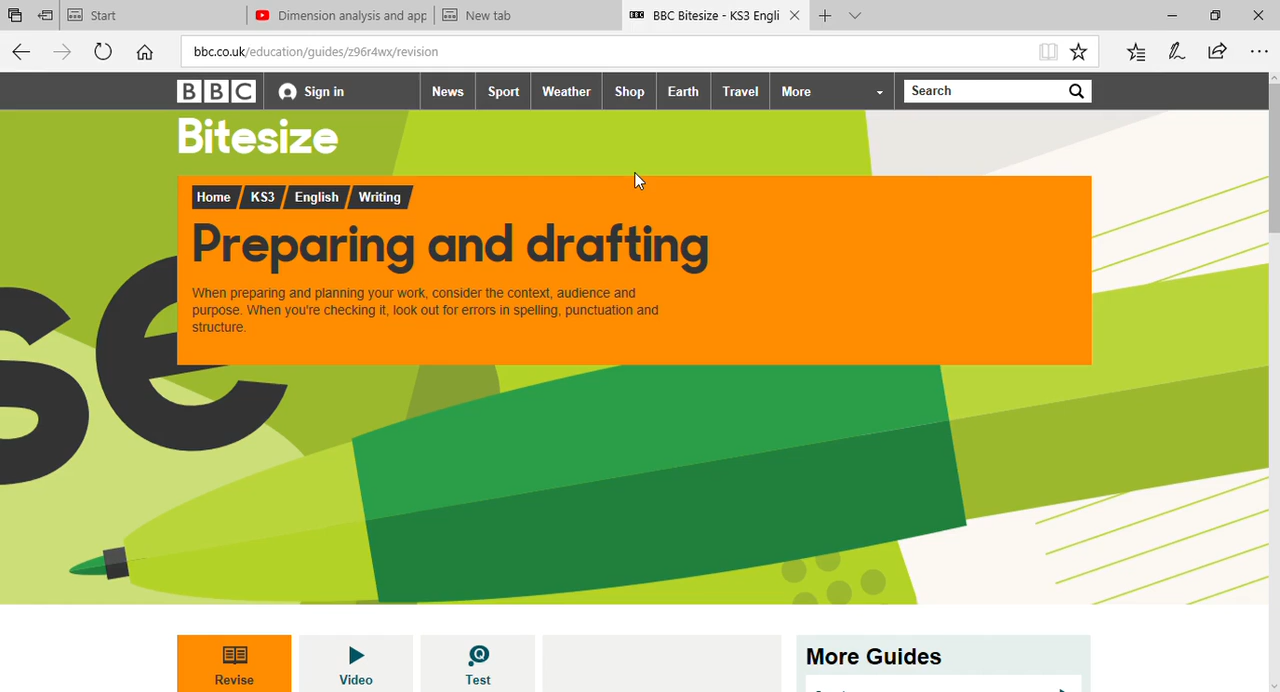 Start
Dimension analysis and app
New tab
BBC Bitesize - KS3 Engli
bbc.co.uk/education/guides/z96r4wx/revision
BBC
Sign in
News
Sport
Weather
Shop
Earth
Travel
More
Search
Bitesize
Home
KS3
English
Writing
Preparing and drafting
When preparing and planning your work, consider the context, audience and
purpose. When you're checking it, look out for errors in spelling, punctuation and
structure.
se
Revise
Video
Q
Test
More Guides